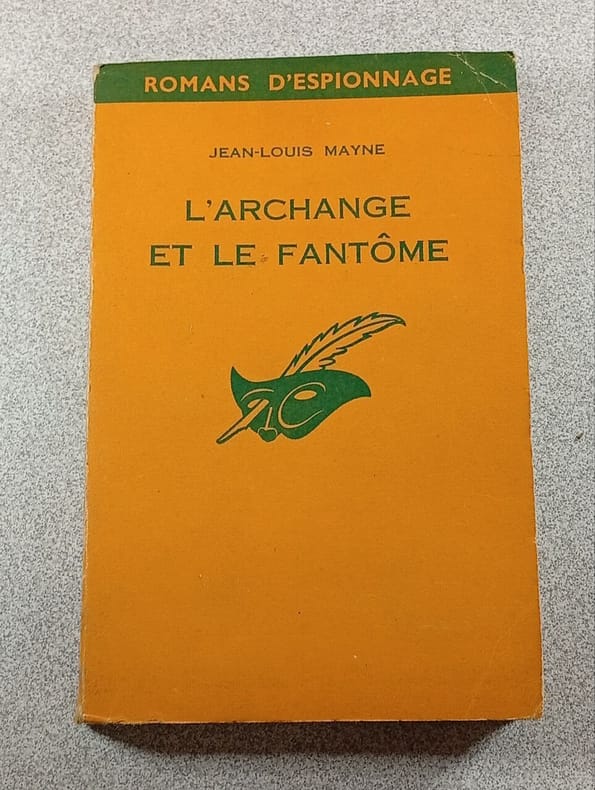 ROMANS D'ESPIONNAGE
JEAN-LOUIS MAYNE
L'ARCHANGE
ET LE FANTÔME